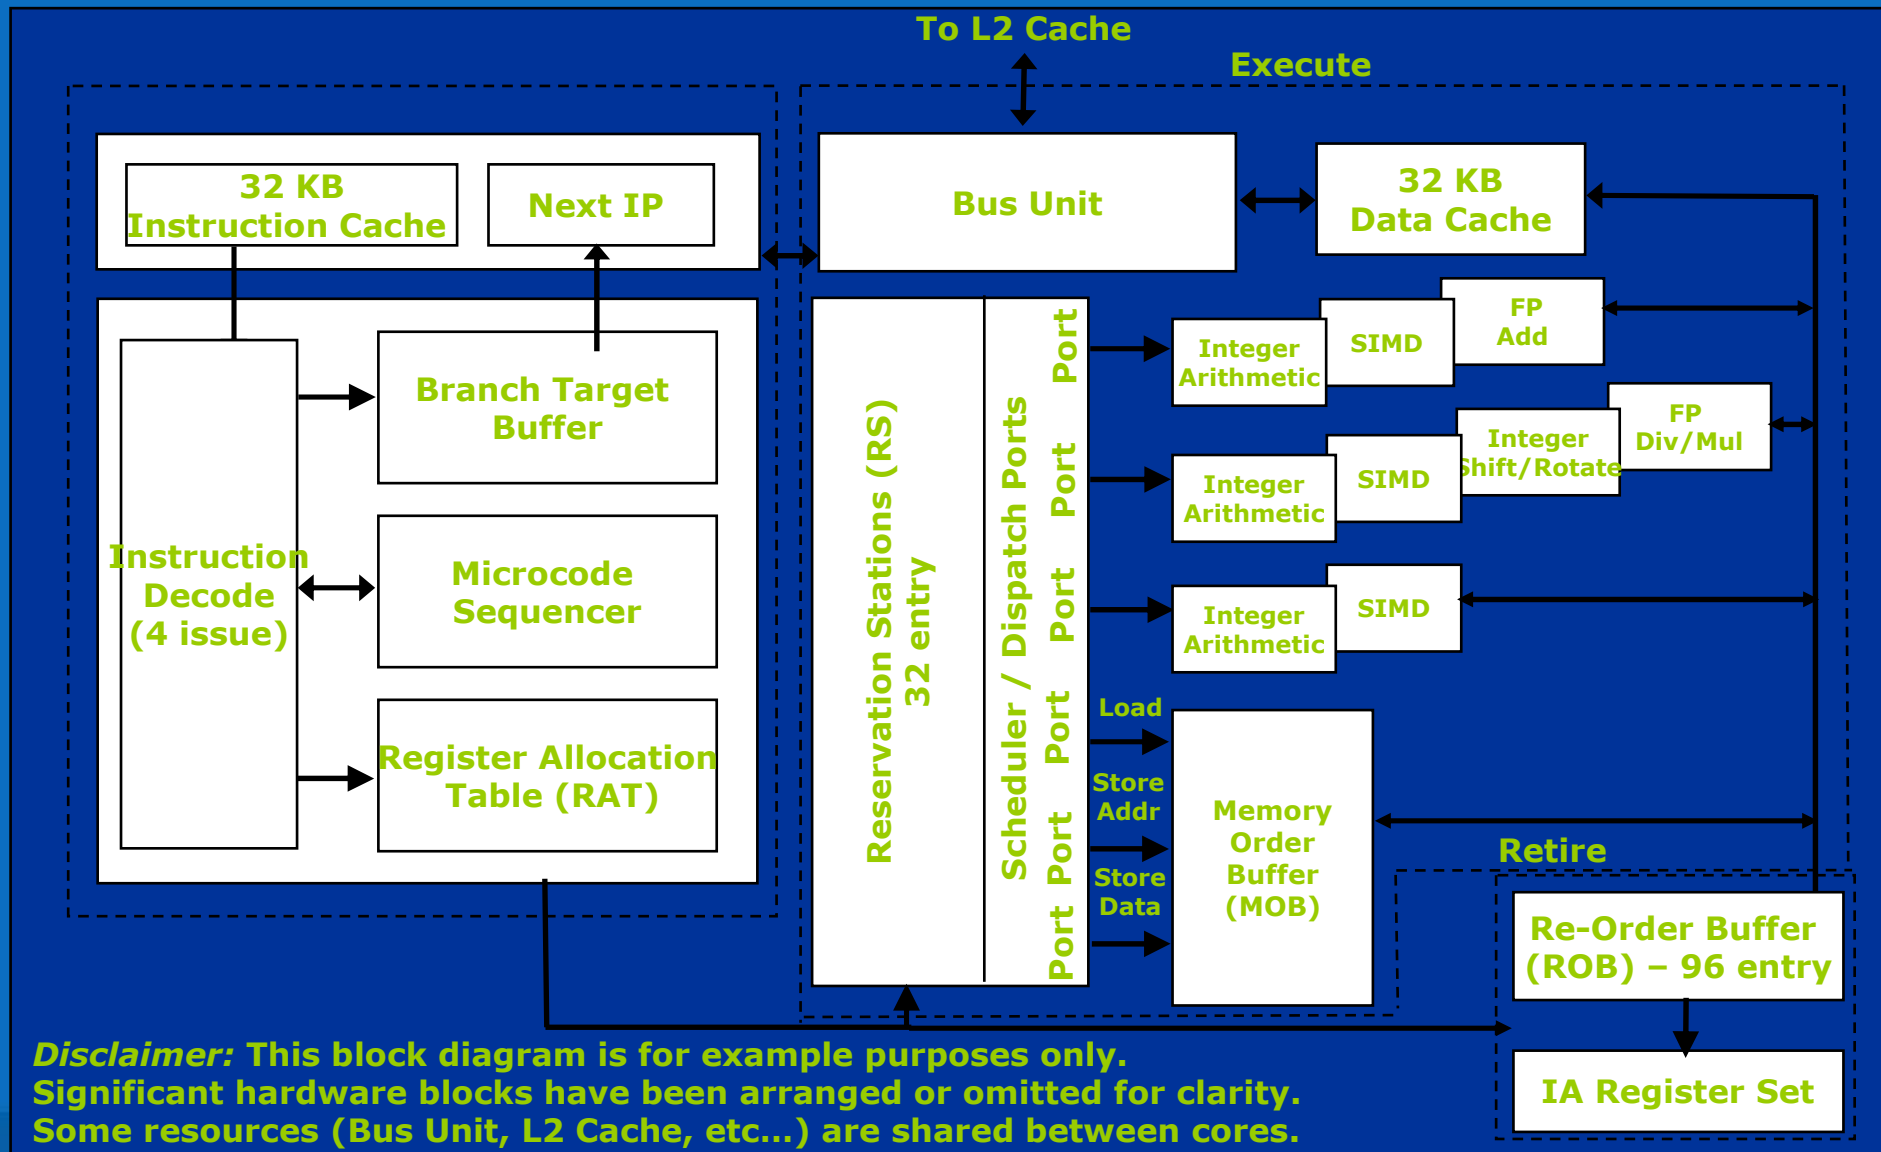 To L2 Cache
Execute
32 KB
Instruction Cache
Next IP
Bus Unit
32 KB
Data Cache
Instruction
Decode
(4 issue)
Branch Target
Buffer
Microcode
Sequencer
Register Allocation
Table (RAT)
Reservation Stations (RS)
32 entry
Scheduler / Dispatch Ports
Port
Port
Port
Port
Port
Port
Integer
Arithmetic
SIMD
FP
Add
Integer
Arithmetic
SIMD
Integer
Shift/Rotate
FP
Div/Mul
Integer
Arithmetic
SIMD
Load
Store
Addr
Store
Data
Memory
Order
Buffer
(MOB)
Retire
Re-Order Buffer
(ROB) – 96 entry
IA Register Set
Disclaimer: This block diagram is for example purposes only.
Significant hardware blocks have been arranged or omitted for clarity.
Some resources (Bus Unit, L2 Cache, etc...) are shared between cores.